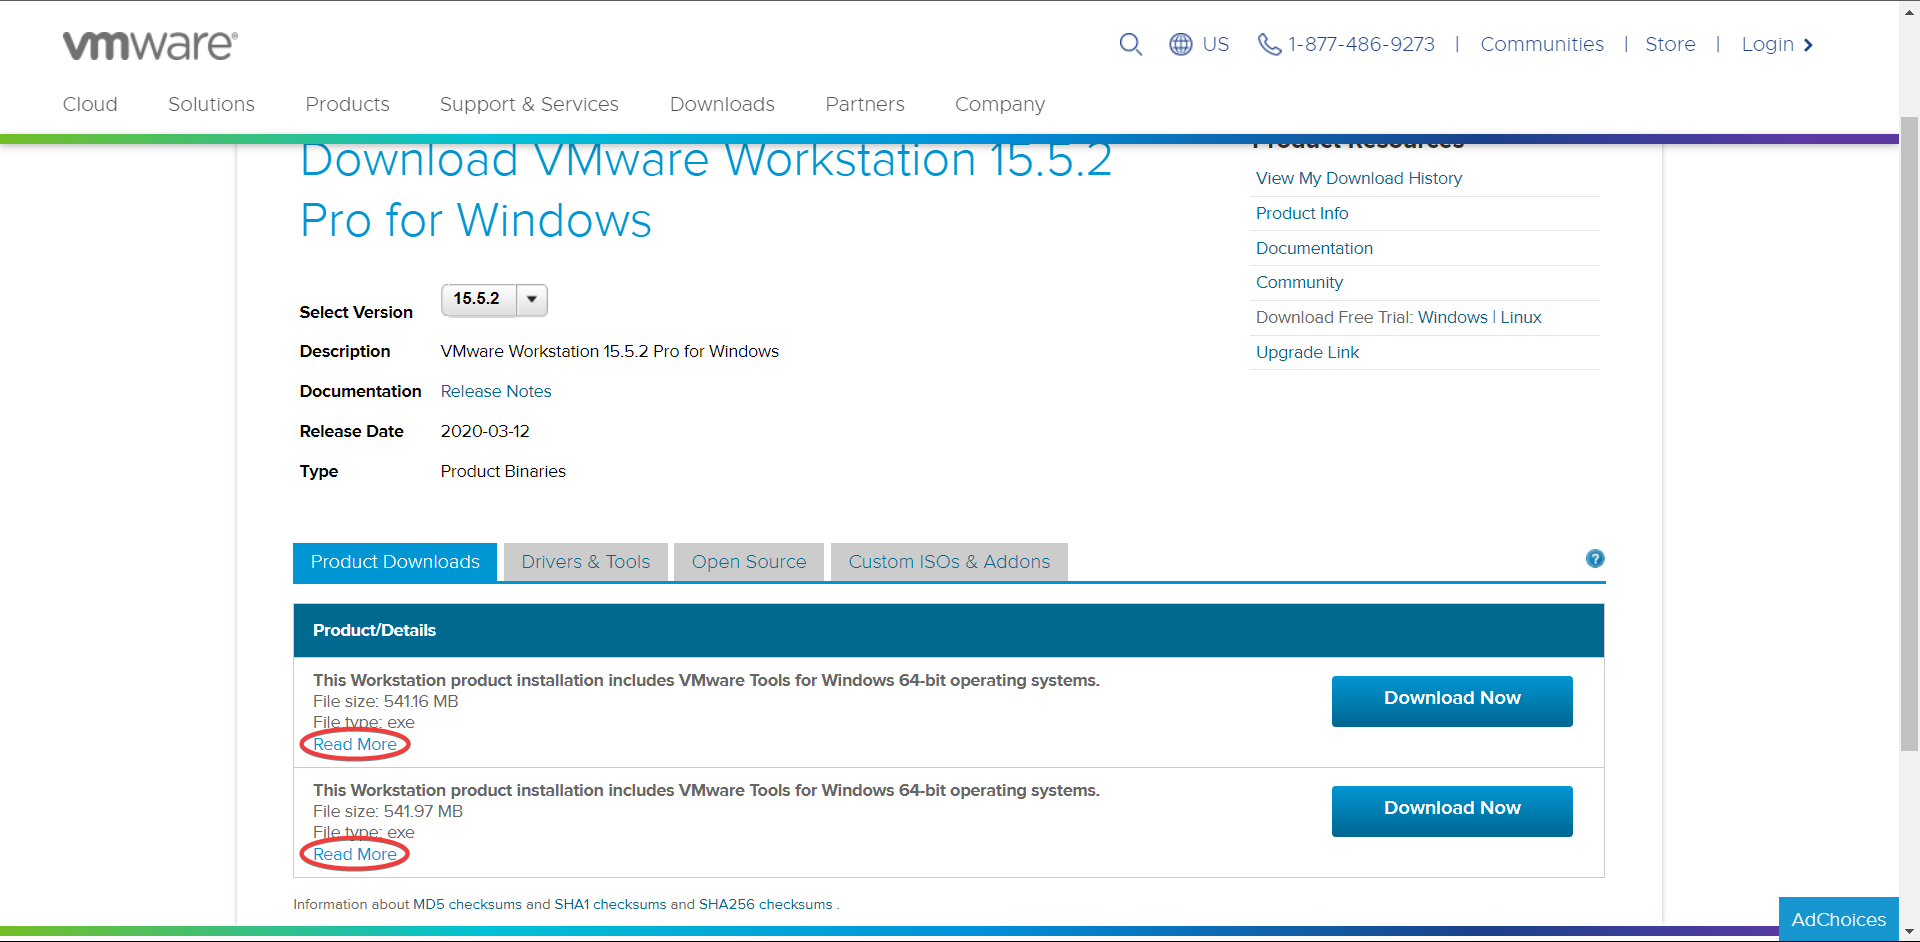 vmware®
US
1-877-486-9273 | Communities | Store | Login
Cloud Solutions Products Support & Services Downloads Partners Company
Download VMware Workstation 15.5.2
Pro for Windows
Select Version 15.5.2
Description VMware Workstation 15.5.2 Pro for Windows
Documentation Release Notes
Release Date 2020-03-12
Type Product Binaries
Product Resources
View My Download History
Product Info
Documentation
Community
Download Free Trial: Windows | Linux
Upgrade Link
Product Downloads Drivers & Tools Open Source Custom ISOs & Addons
?
Product/Details
This Workstation product installation includes VMware Tools for Windows 64-bit operating systems.
File size: 541.16 MB
File type: exe
Read More
Download Now
This Workstation product installation includes VMware Tools for Windows 64-bit operating systems.
File size: 541.97 MB
File type: exe
Read More
Download Now
Information about MD5 checksums and SHA1 checksums and SHA256 checksums .
AdChoices